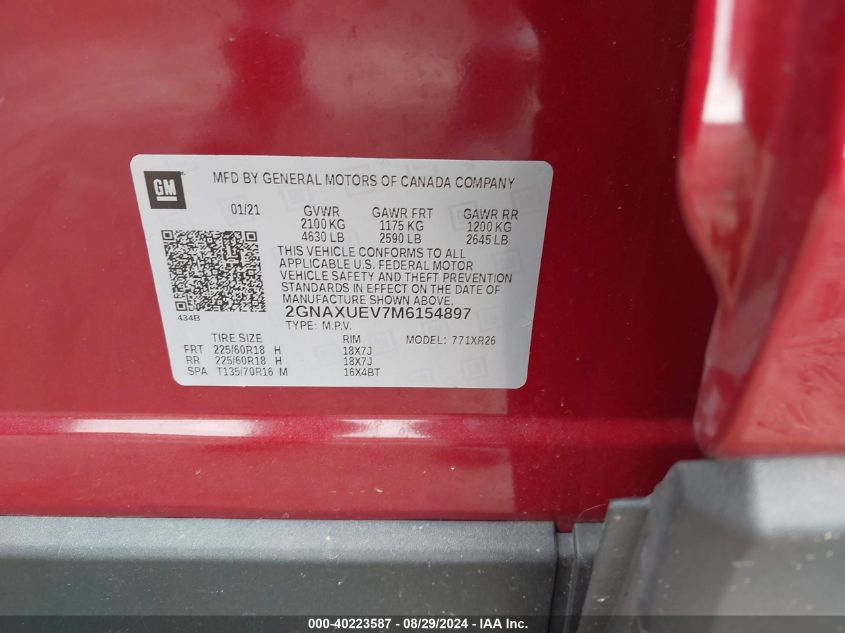 GM
MFD BY GENERAL MOTORS OF CANADA COMPANY
01/21 GVWR GAWR FRT GAWR RR
2100 KG 1175 KG 1200 KG
4630 LB 2590 LB 2645 LB
THIS VEHICLE CONFORMS TO ALL
APPLICABLE U.S. FEDERAL MOTOR
VEHICLE SAFETY AND THEFT PREVENTION
STANDARDS IN EFFECT ON THE DATE OF
MANUFACTURE SHOWN ABOVE.
434B
2GNAXUEV7M6154897
TYPE: M.P.V.
TIRE SIZE RIM MODEL: 771XR26
FRT 225/60R18 H 18X7J
RR 225/60R18 H 18X7J
SPA T135/70R16 M 16X4BT
000-40223587 - 08/29/2024 - IAA Inc.